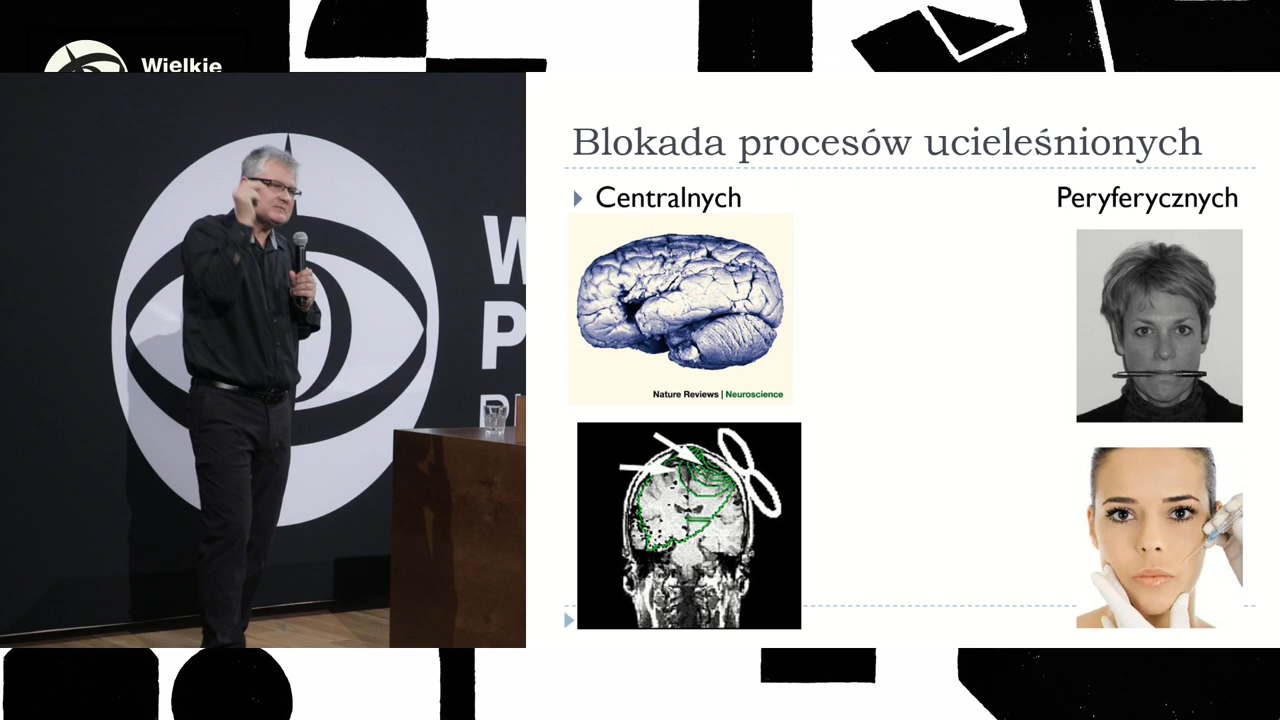 Wielkie
W
P
Blokada procesów ucieleśnionych
Centralnych
Peryferycznych
Nature Reviews | Neuroscience